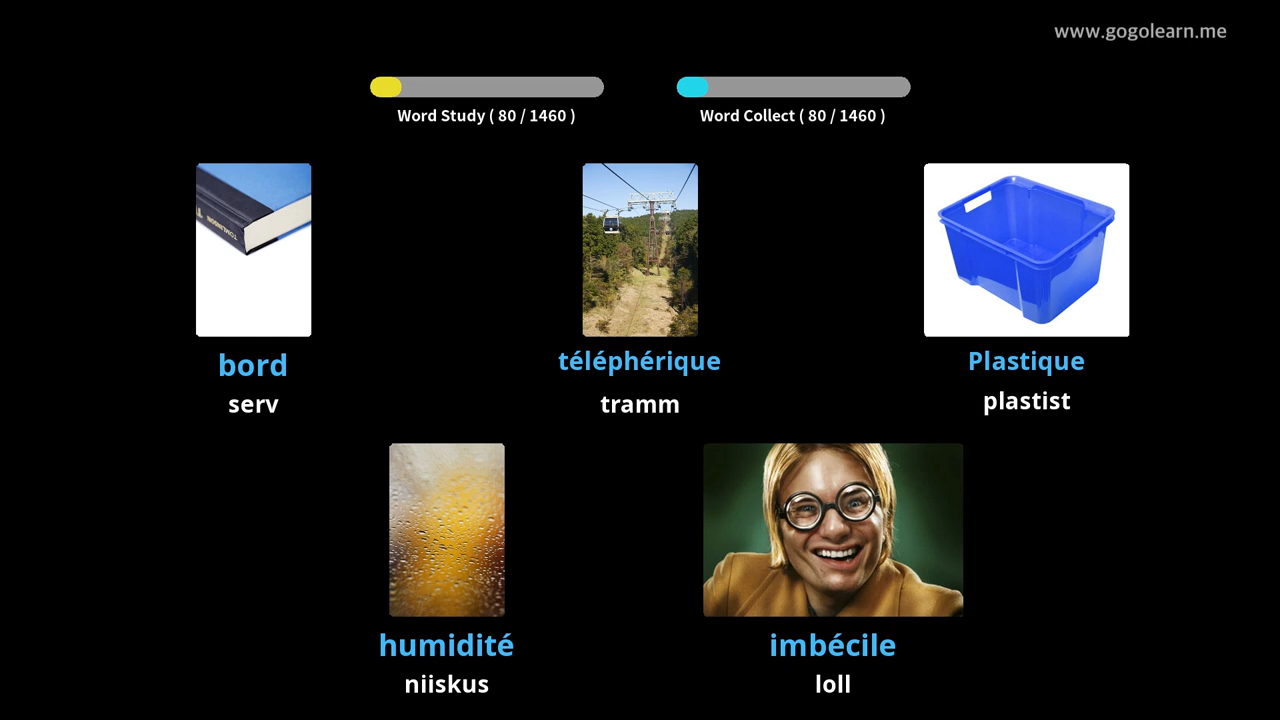 www.gogolearn.me
Word Study ( 80 / 1460 )
Word Collect ( 80 / 1460 )
TOMLINSON
bord
téléphérique
Plastique
serv
tramm
plastist
humidité
imbécile
niiskus
loll